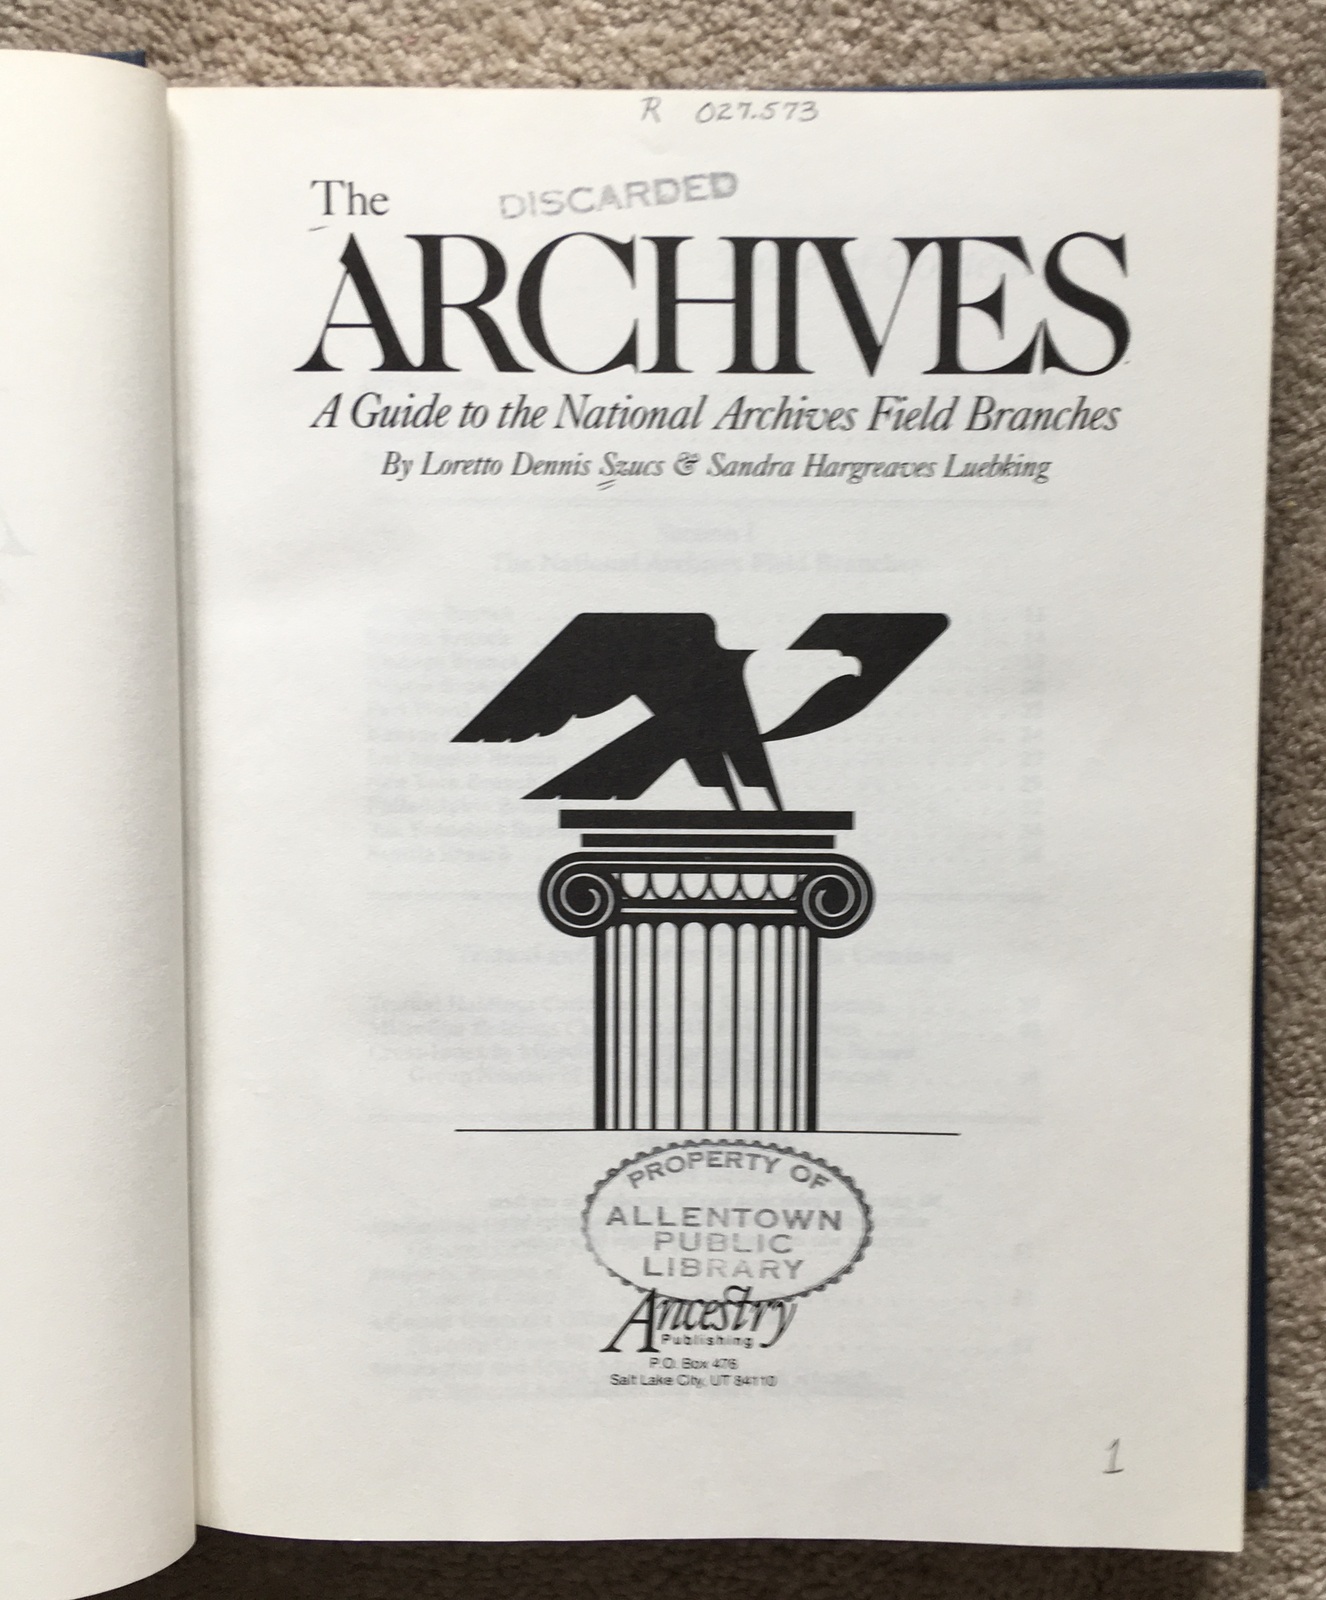 R 027.573
The
DISCARDED
ARCHIVES
A Guide to the National Archives Field Branches
By Loretto Dennis Szucs & Sandra Hargreaves Luebking
PROPERTY OF
ALLENTOWN
PUBLIC
LIBRARY
Ancestry
Publishing
P.O. Box 476
Salt Lake City, UT 84110
1